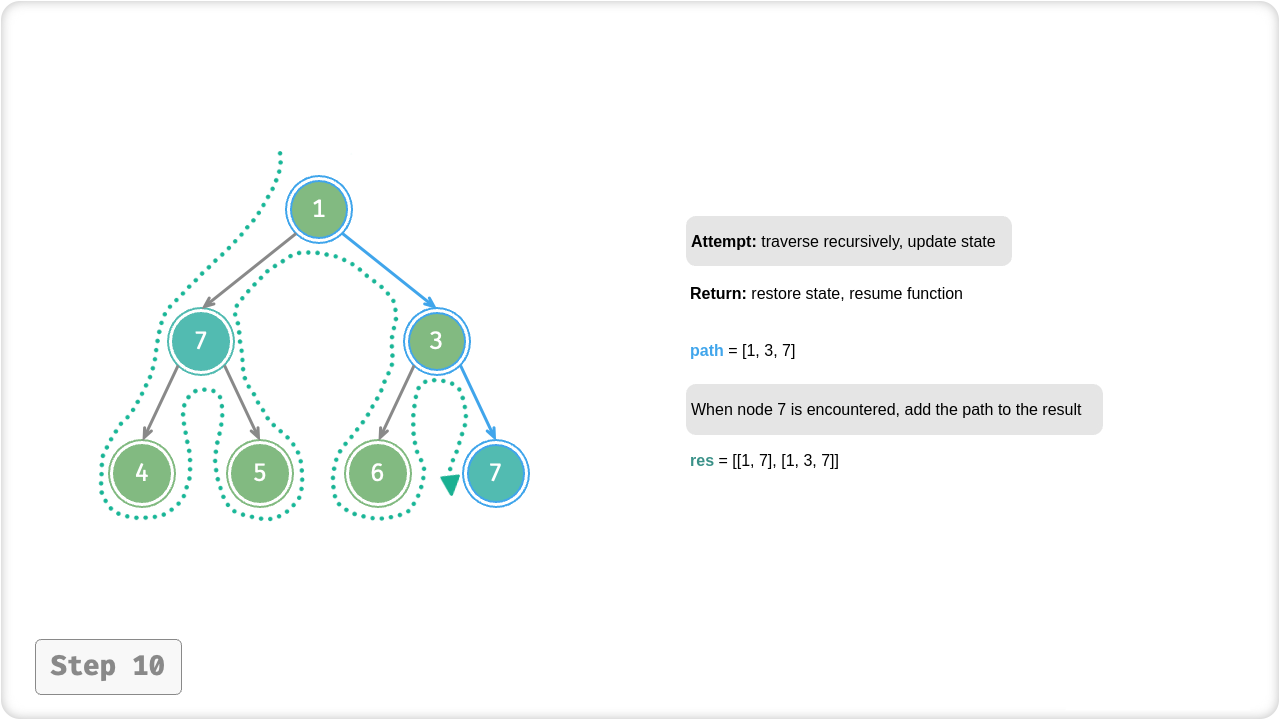 1
7
3
4
5
6
7
Attempt: traverse recursively, update state
Return: restore state, resume function
path = [1, 3, 7]
When node 7 is encountered, add the path to the result
res = [[1, 7], [1, 3, 7]]
Step 10